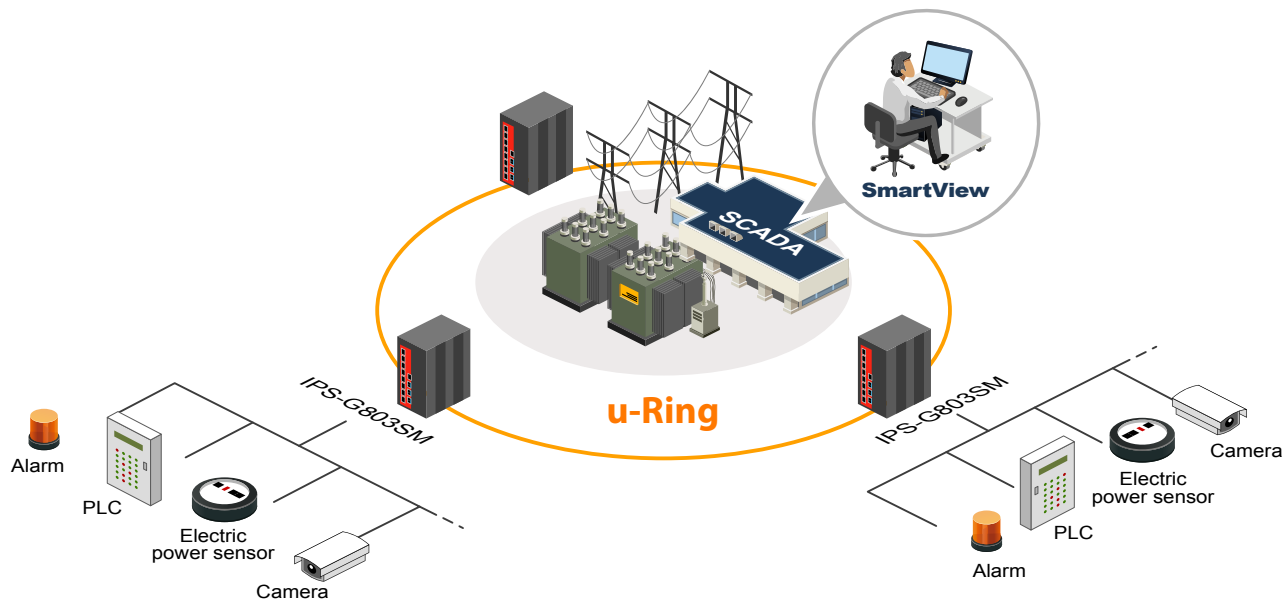 SmartView
SCADA
u-Ring
IPS-G803SM
IPS-G803SM
Alarm
PLC
Electric
power sensor
Camera
Camera
Electric
power sensor
PLC
Alarm